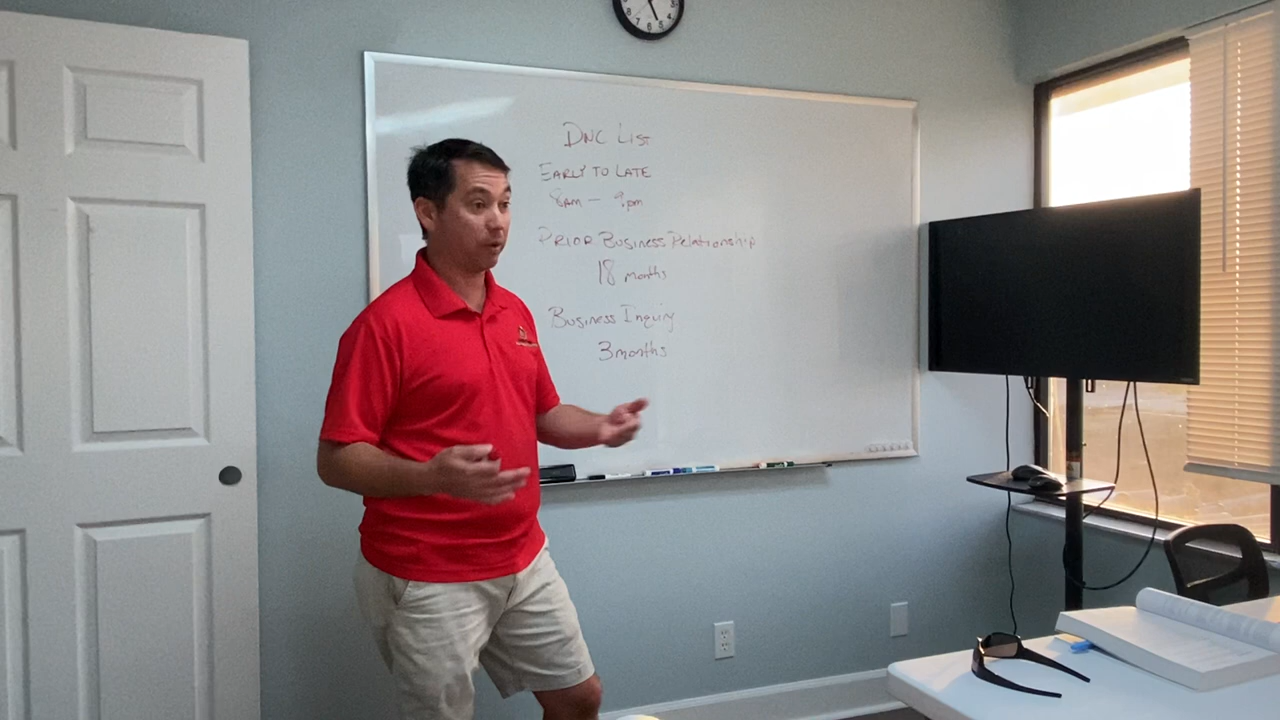 DNC List
EARLY TO LATE
8am — 9pm
PRIOR BUSINESS Relationship
18 months
Business Inquiry
3 months